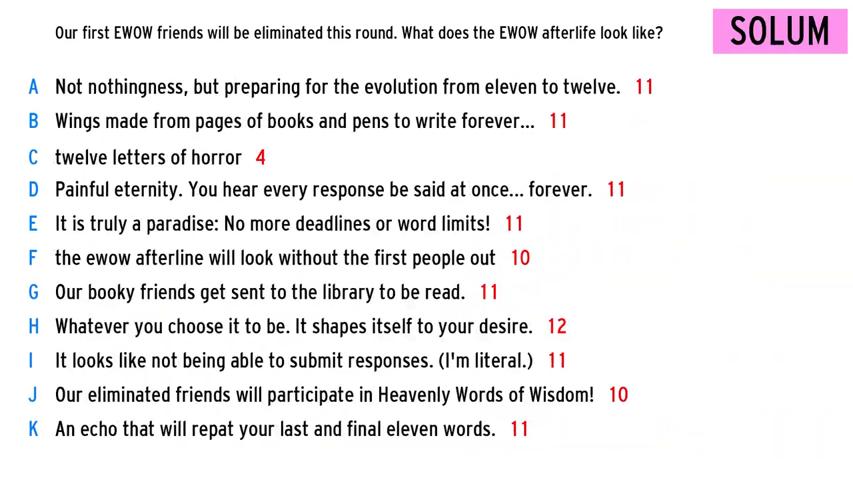 Our first EWOW friends will be eliminated this round. What does the EWOW afterlife look like?
SOLUM
A Not nothingness, but preparing for the evolution from eleven to twelve. 11
B Wings made from pages of books and pens to write forever... 11
C twelve letters of horror 4
D Painful eternity. You hear every response be said at once... forever. 11
E It is truly a paradise: No more deadlines or word limits! 11
F the ewow afterline will look without the first people out 10
G Our booky friends get sent to the library to be read. 11
H Whatever you choose it to be. It shapes itself to your desire. 12
I It looks like not being able to submit responses. (I'm literal.) 11
J Our eliminated friends will participate in Heavenly Words of Wisdom! 10
K An echo that will repat your last and final eleven words. 11